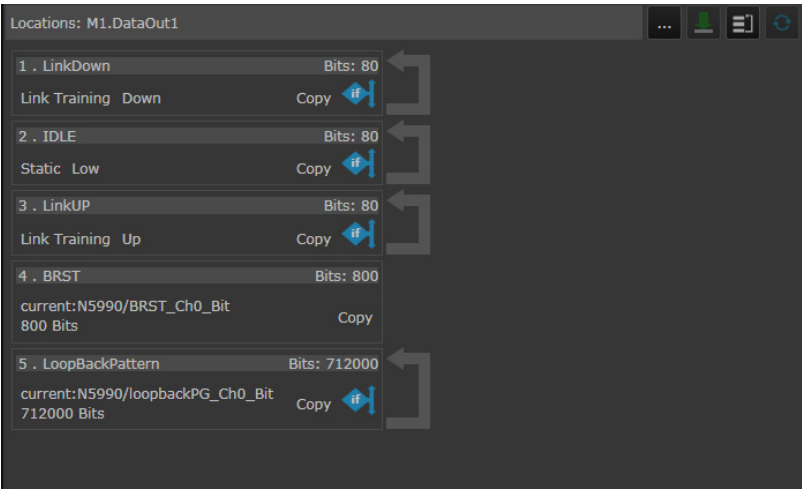 Locations: M1.DataOut1 ...
1 . LinkDown Bits: 80
Link Training Down Copy if
2 . IDLE Bits: 80
Static Low Copy if
3 . LinkUP Bits: 80
Link Training Up Copy if
4 . BRST Bits: 800
current:N5990/BRST_Ch0_Bit
800 Bits Copy
5 . LoopBackPattern Bits: 712000
current:N5990/loopbackPG_Ch0_Bit
712000 Bits Copy if